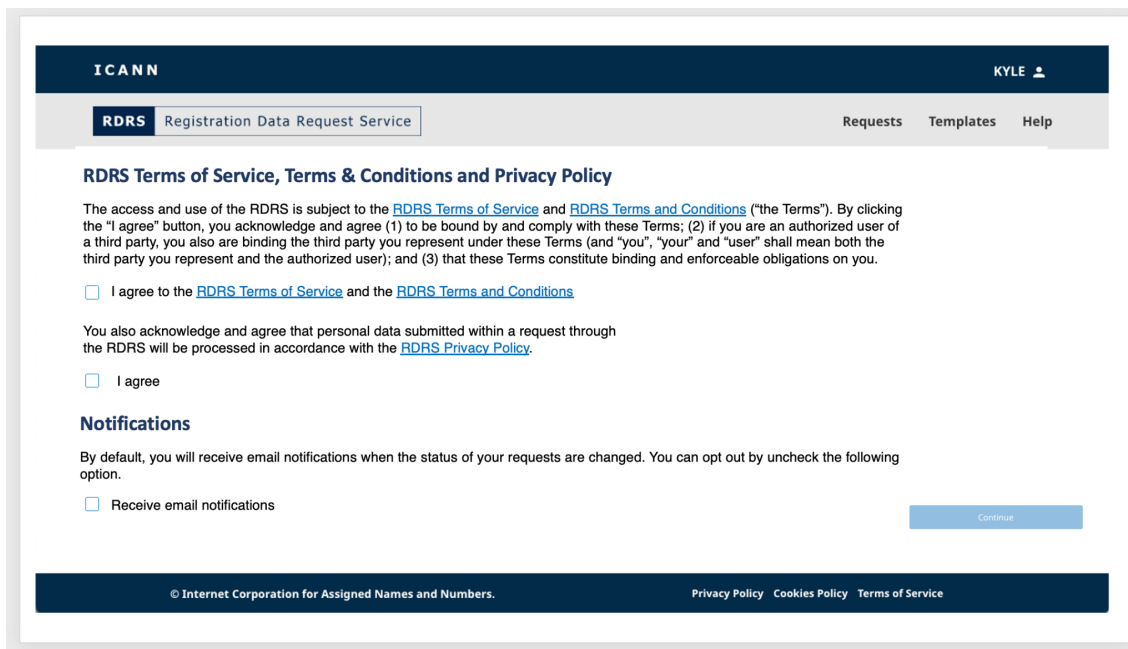 ICANN
KYLE
RDRS Registration Data Request Service
Requests Templates Help
RDRS Terms of Service, Terms & Conditions and Privacy Policy
The access and use of the RDRS is subject to the RDRS Terms of Service and RDRS Terms and Conditions (“the Terms”). By clicking
the “I agree” button, you acknowledge and agree (1) to be bound by and comply with these Terms; (2) if you are an authorized user of
a third party, you also are binding the third party you represent under these Terms (and “you”, “your” and “user” shall mean both the
third party you represent and the authorized user); and (3) that these Terms constitute binding and enforceable obligations on you.
I agree to the RDRS Terms of Service and the RDRS Terms and Conditions
You also acknowledge and agree that personal data submitted within a request through
the RDRS will be processed in accordance with the RDRS Privacy Policy.
I agree
Notifications
By default, you will receive email notifications when the status of your requests are changed. You can opt out by uncheck the following
option.
Receive email notifications
Continue
© Internet Corporation for Assigned Names and Numbers.
Privacy Policy Cookies Policy Terms of Service